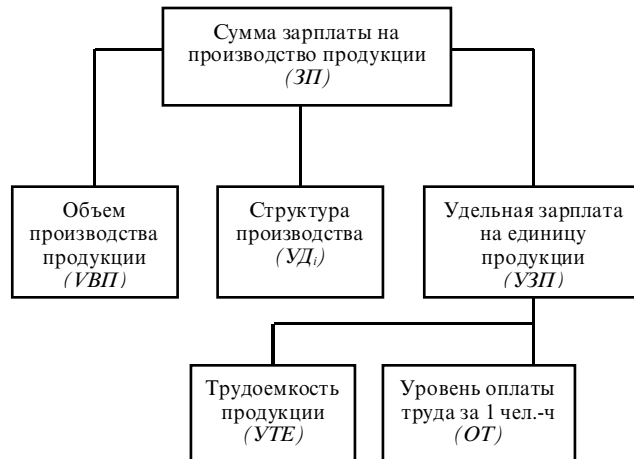 Сумма зарплаты на
производство продукции
(ЗП)
Объем
производства
продукции
(VВП)
Структура
производства
(УДi)
Удельная зарплата
на единицу
продукции
(УЗП)
Трудоемкость
продукции
(УТЕ)
Уровень оплаты
труда за 1 чел.-ч
(ОТ)